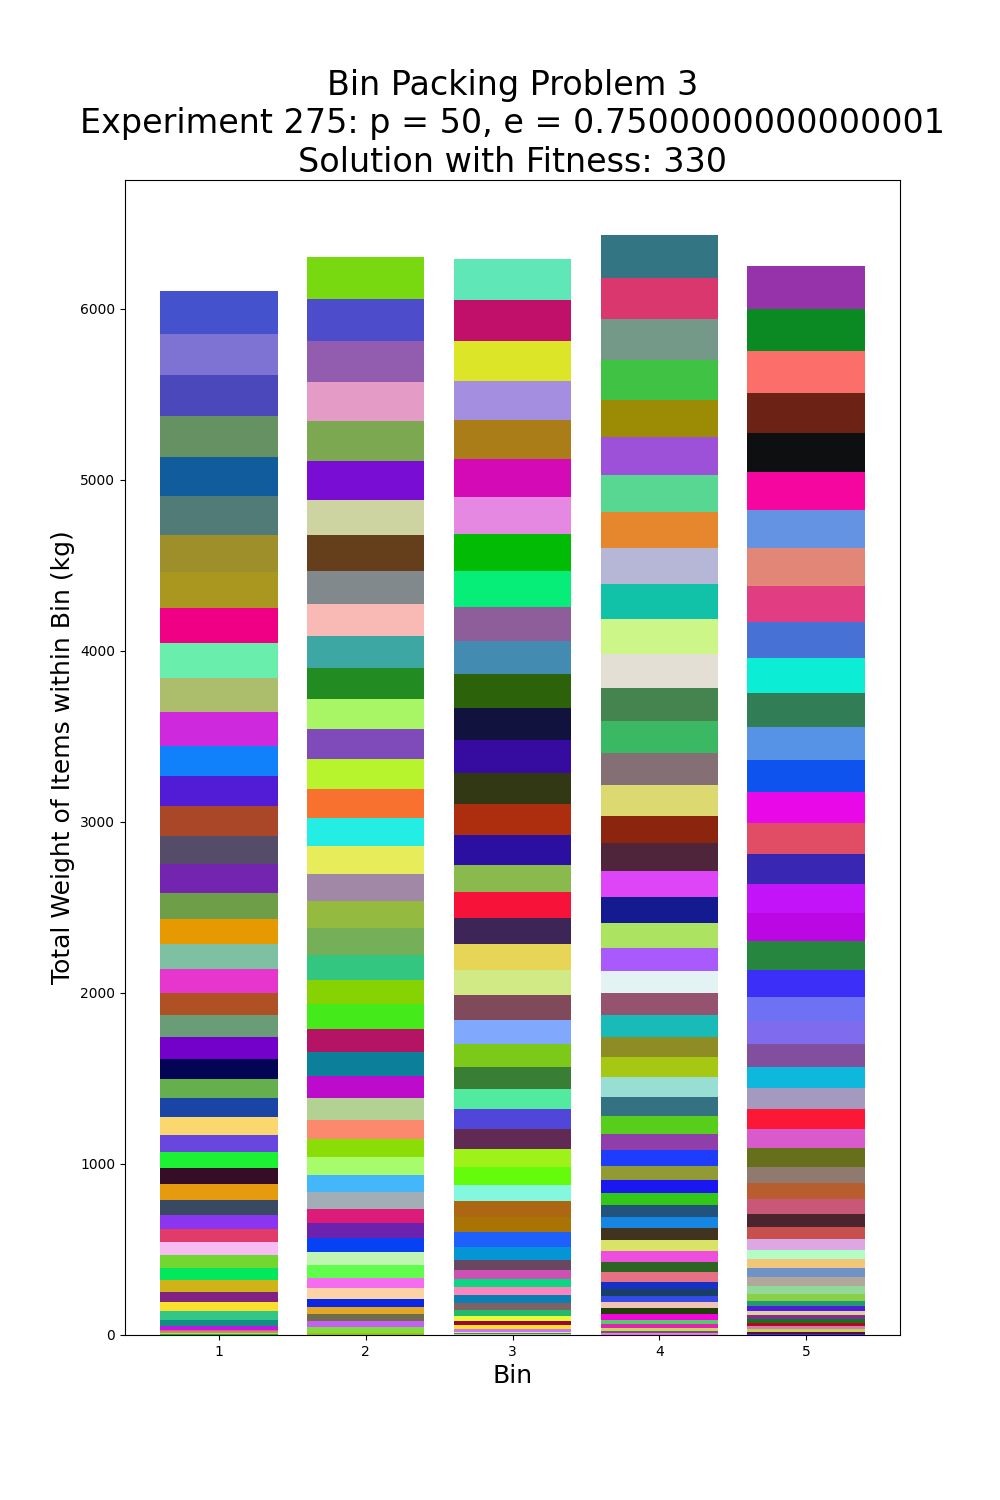 Bin Packing Problem 3
Experiment 275: p = 50, e = 0.7500000000000001
Solution with Fitness: 330
Total Weight of Items within Bin (kg)
6000
5000
4000
3000
2000
1000
0
1 2 3 4 5
Bin